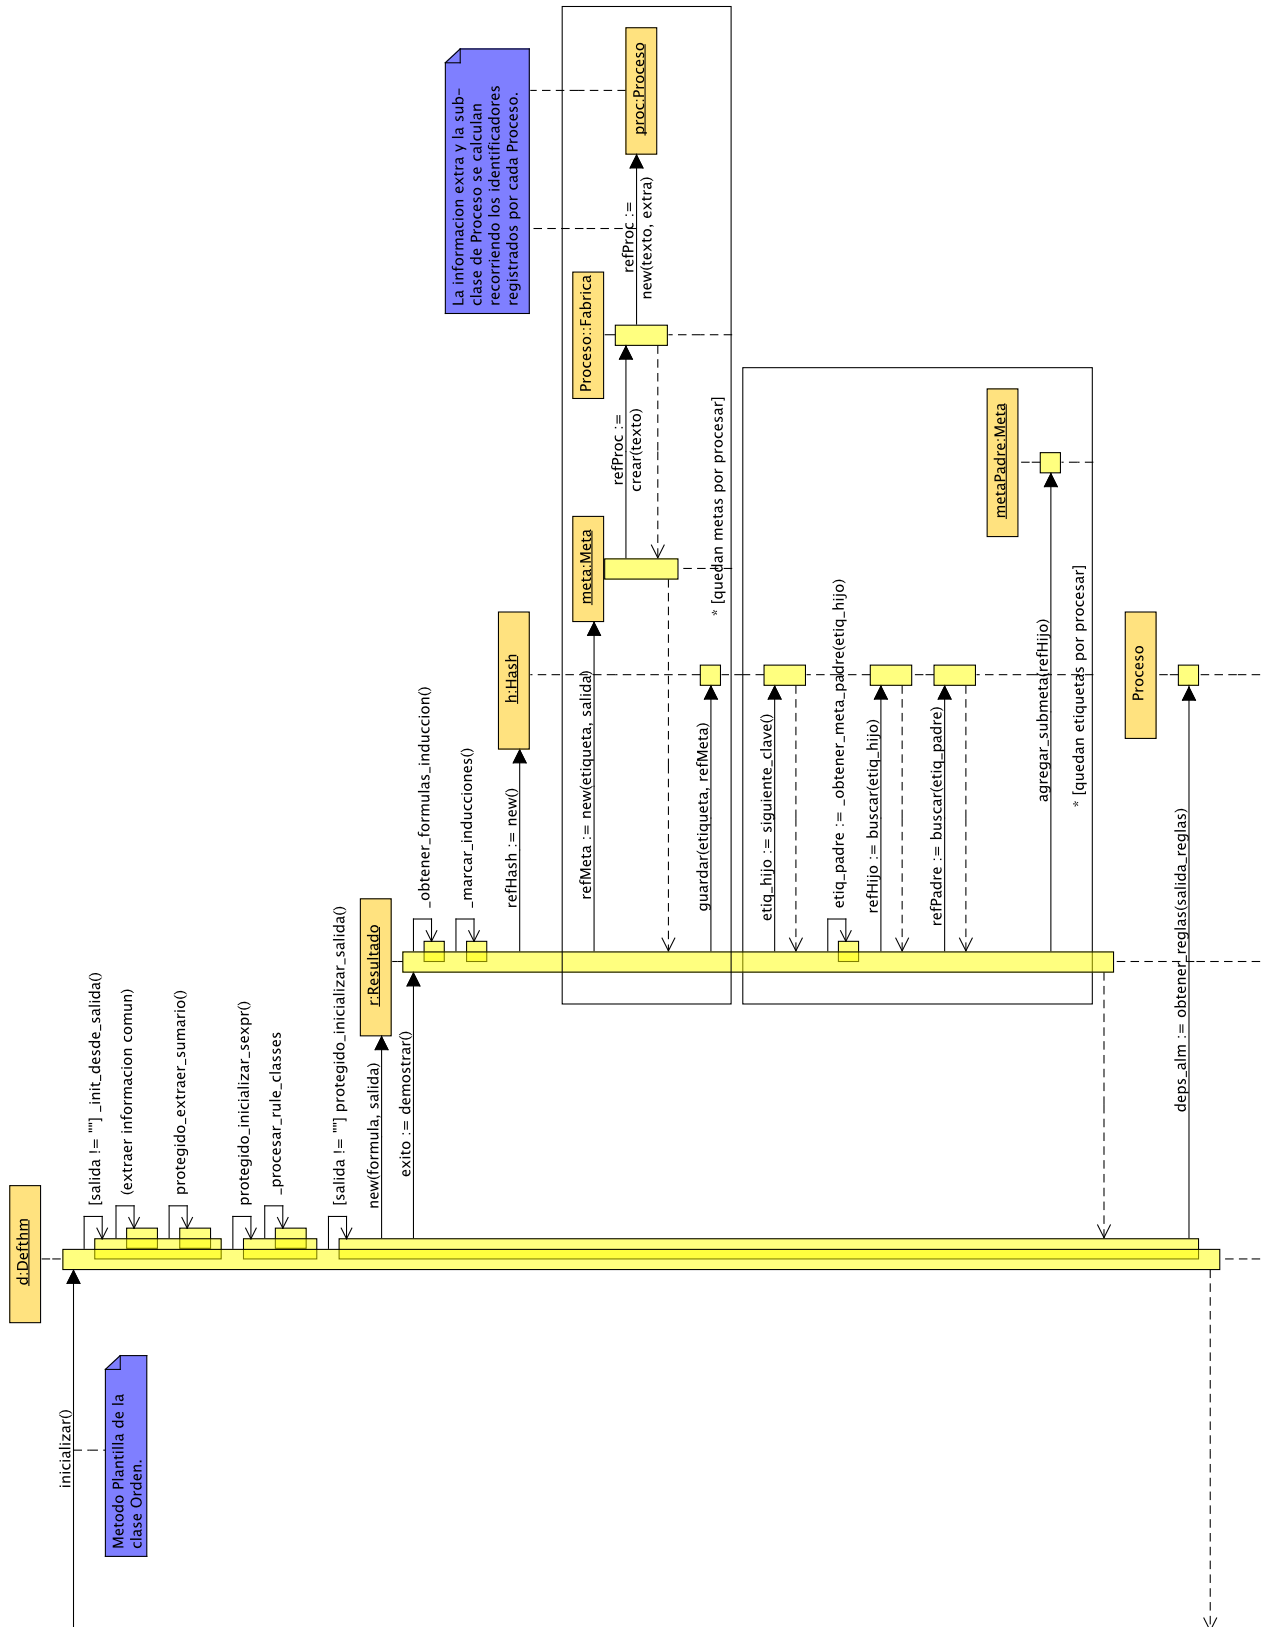 inicializar()
Metodo Plantilla de la
clase Orden.
d:Defthm
[salida != ""] _init_desde_salida()
(extraer informacion comun)
protegido_extraer_sumario()
protegido_inicializar_sexpr()
_procesar_rule_classes
[salida != ""] protegido_inicializar_salida()
new(formula, salida)
exito := demostrar()
r:Resultado
_obtener_formulas_induccion()
_marcar_inducciones()
refHash := new()
h:Hash
refMeta := new(etiqueta, salida)
meta:Meta
refProc :=
crear(texto)
Proceso::Fabrica
refProc :=
new(texto, extra)
proc:Proceso
La informacion extra y la sub-
clase de Proceso se calculan
recorriendo los identificadores
registrados por cada Proceso.
guardar(etiqueta, refMeta)
* [quedan metas por procesar]
etiq_hijo := siguiente_clave()
etiq_padre := _obtener_meta_padre(etiq_hijo)
refHijo := buscar(etiq_hijo)
refPadre := buscar(etiq_padre)
metaPadre:Meta
agregar_submeta(refHijo)
* [quedan etiquetas por procesar]
Proceso
deps_alm := obtener_reglas(salida_reglas)